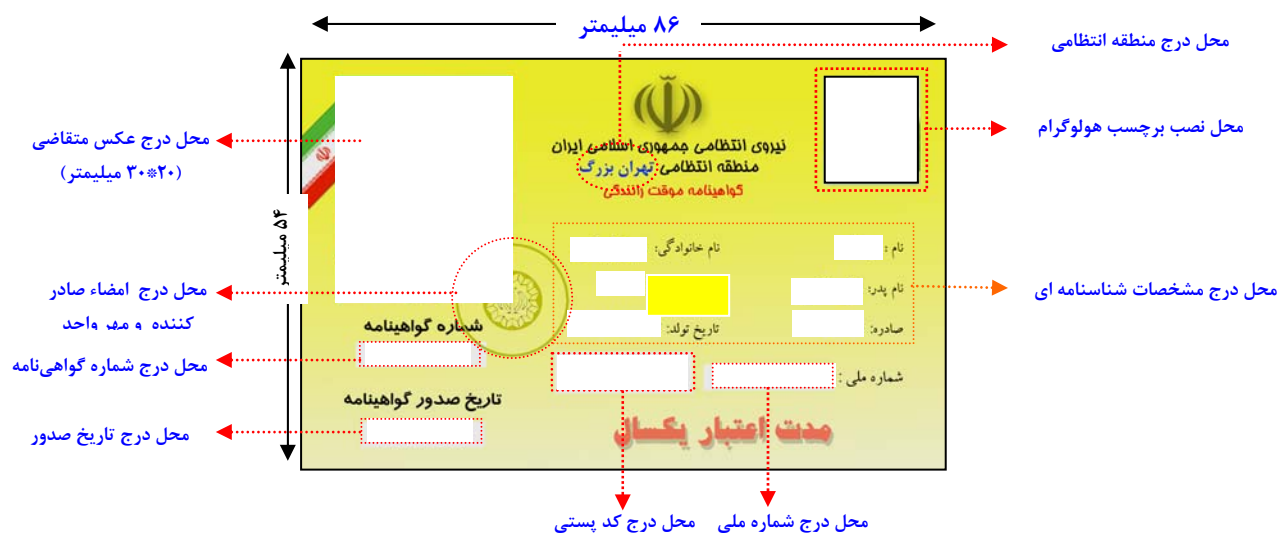 ۸۶ میلیمتر
محل درج منطقه انتظامی
محل نصب برچسب هولوگرام
محل درج عکس متقاضی
(۲۰*۳۰ میلیمتر)
نیروی انتظامی جمهوری اسلامی ایران
منطقه انتظامی تهران بزرگ
گواهینامه موقت رانندگی
۵۴ میلیمتر
نام :
نام خانوادگی:
نام پدر:
محل درج مشخصات شناسنامه ای
محل درج امضاء صادر
کننده و مهر واحد
صادره:
تاریخ تولد:
شماره گواهینامه
محل درج شماره گواهی‌نامه
شماره ملی :
تاریخ صدور گواهینامه
محل درج تاریخ صدور
مدت اعتبار یکسال
محل درج شماره ملی
محل درج کد پستی